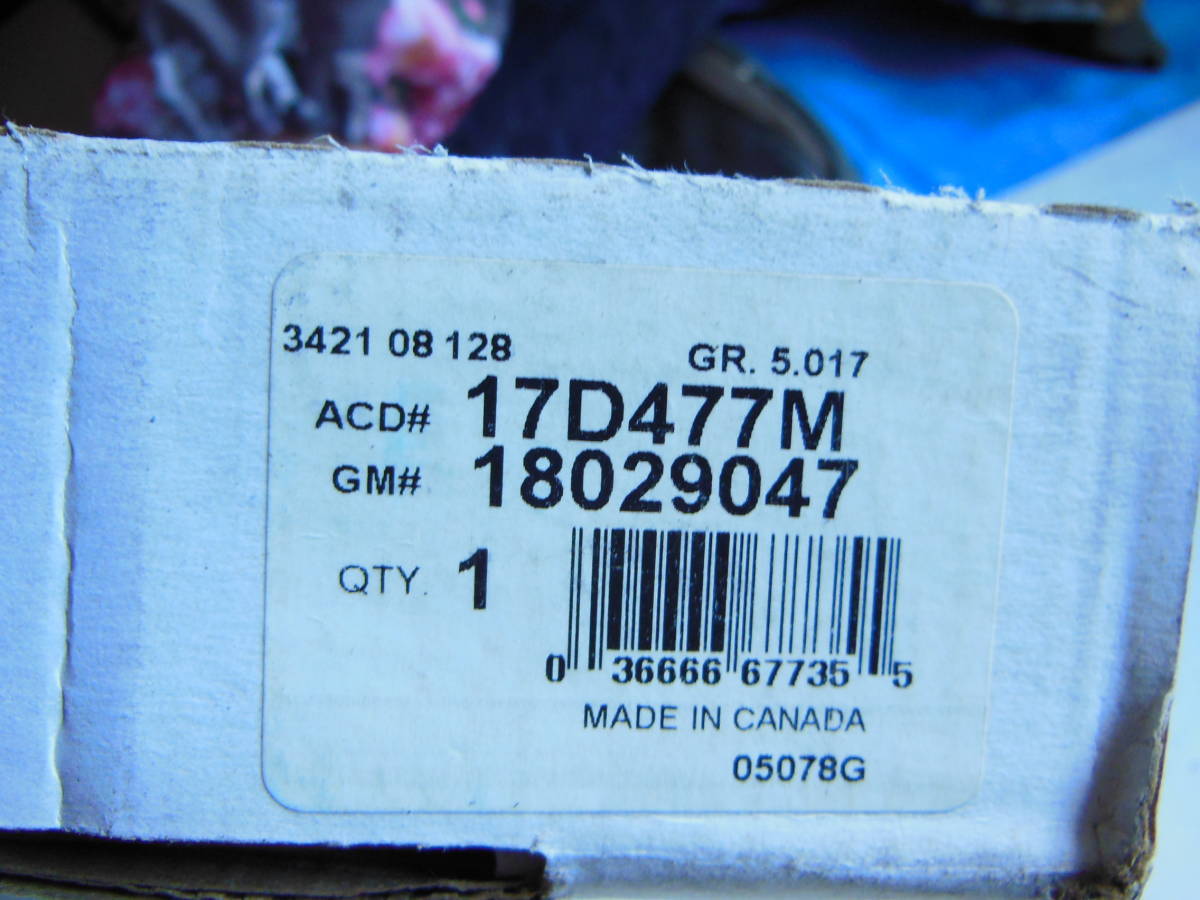 3421 08 128 GR. 5.017
ACD# 17D477M
GM# 18029047
QTY. 1
0 36666 67735 5
MADE IN CANADA
05078G